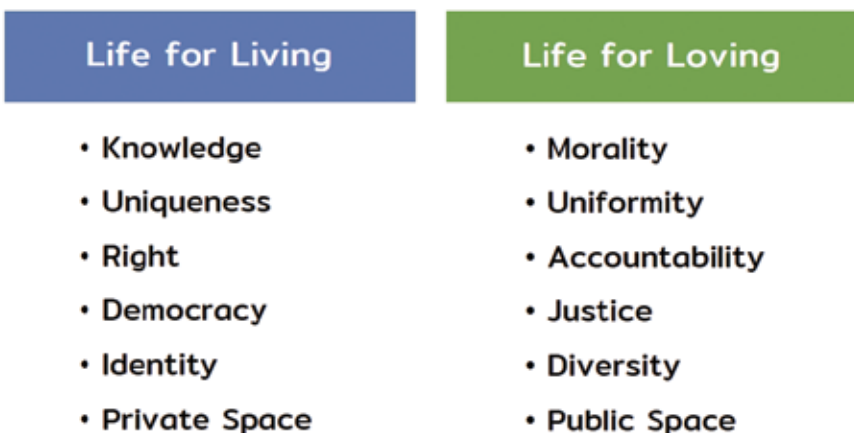 Life for Living
• Knowledge
• Uniqueness
• Right
• Democracy
• Identity
• Private Space
Life for Loving
• Morality
• Uniformity
• Accountability
• Justice
• Diversity
• Public Space